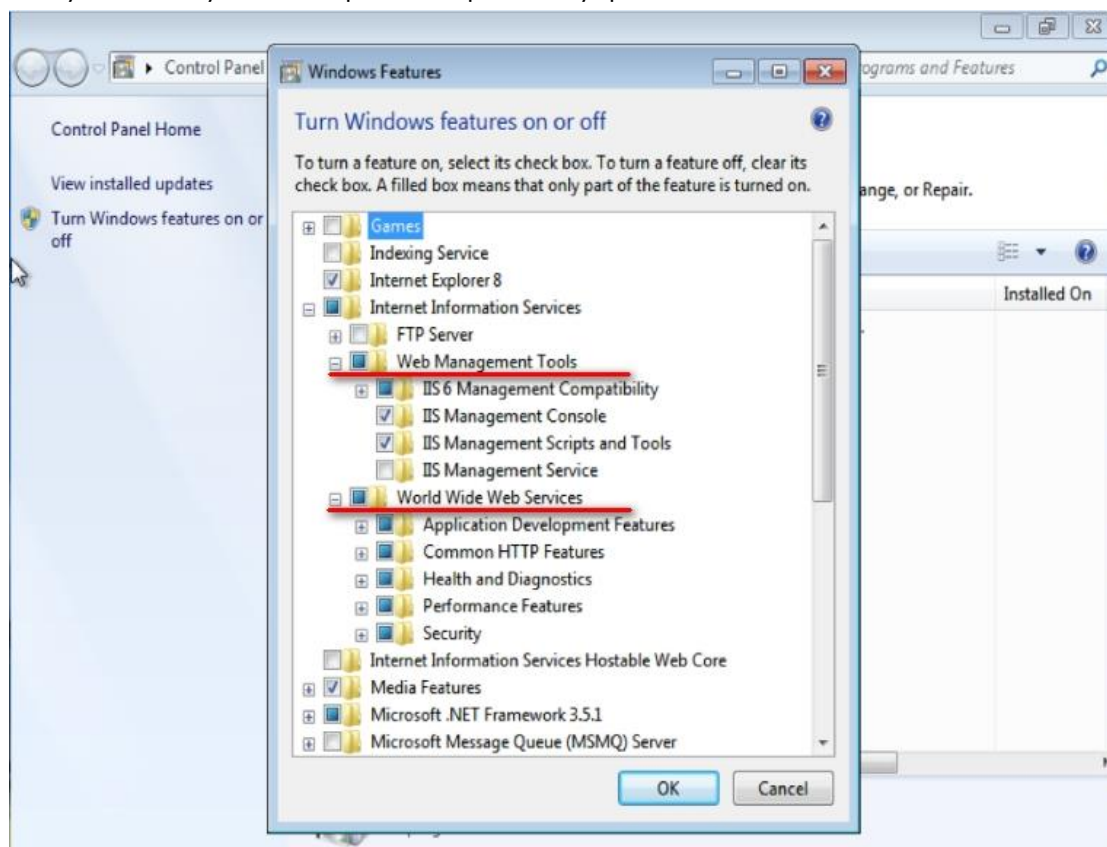 Control Panel
Windows Features
rograms and Features
Control Panel Home
View installed updates
Turn Windows features on or
off
Turn Windows features on or off
To turn a feature on, select its check box. To turn a feature off, clear its
check box. A filled box means that only part of the feature is turned on.
Games
Indexing Service
Internet Explorer 8
Internet Information Services
FTP Server
Web Management Tools
IIS 6 Management Compatibility
IIS Management Console
IIS Management Scripts and Tools
IIS Management Service
World Wide Web Services
Application Development Features
Common HTTP Features
Health and Diagnostics
Performance Features
Security
Internet Information Services Hostable Web Core
Media Features
Microsoft .NET Framework 3.5.1
Microsoft Message Queue (MSMQ) Server
OK
Cancel
ange, or Repair.
Installed On